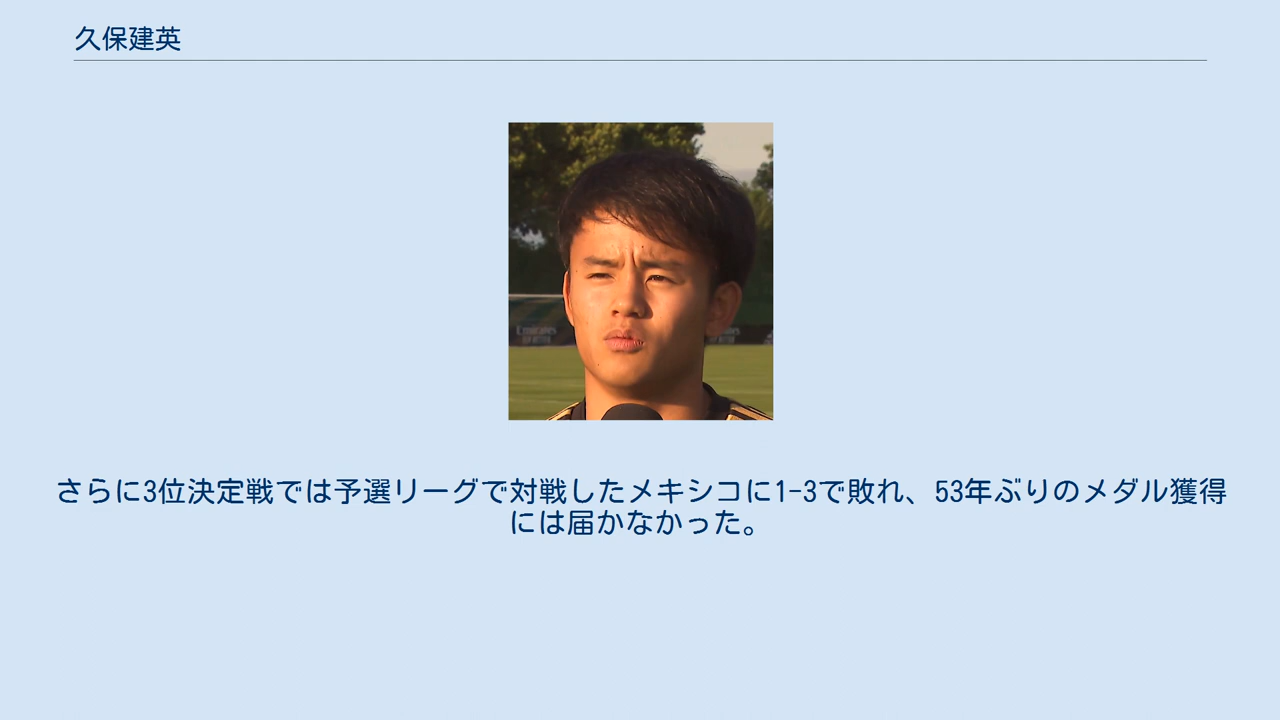 久保建英
Emirates
さらに3位決定戦では予選リーグで対戦したメキシコに1-3で敗れ、53年ぶりのメダル獲得
には届かなかった。